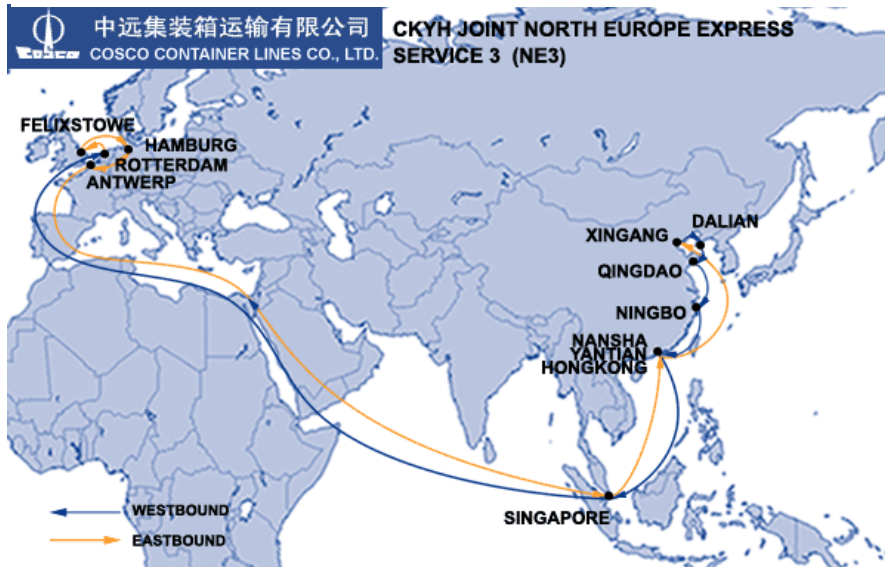 中远集装箱运输有限公司
COSCO CONTAINER LINES CO., LTD.
COSCO
CKYH JOINT NORTH EUROPE EXPRESS
SERVICE 3 (NE3)
FELIXSTOWE
HAMBURG
ROTTERDAM
ANTWERP
DALIAN
XINGANG
QINGDAO
NINGBO
NANSHA
YANTIAN
HONGKONG
SINGAPORE
WESTBOUND
EASTBOUND